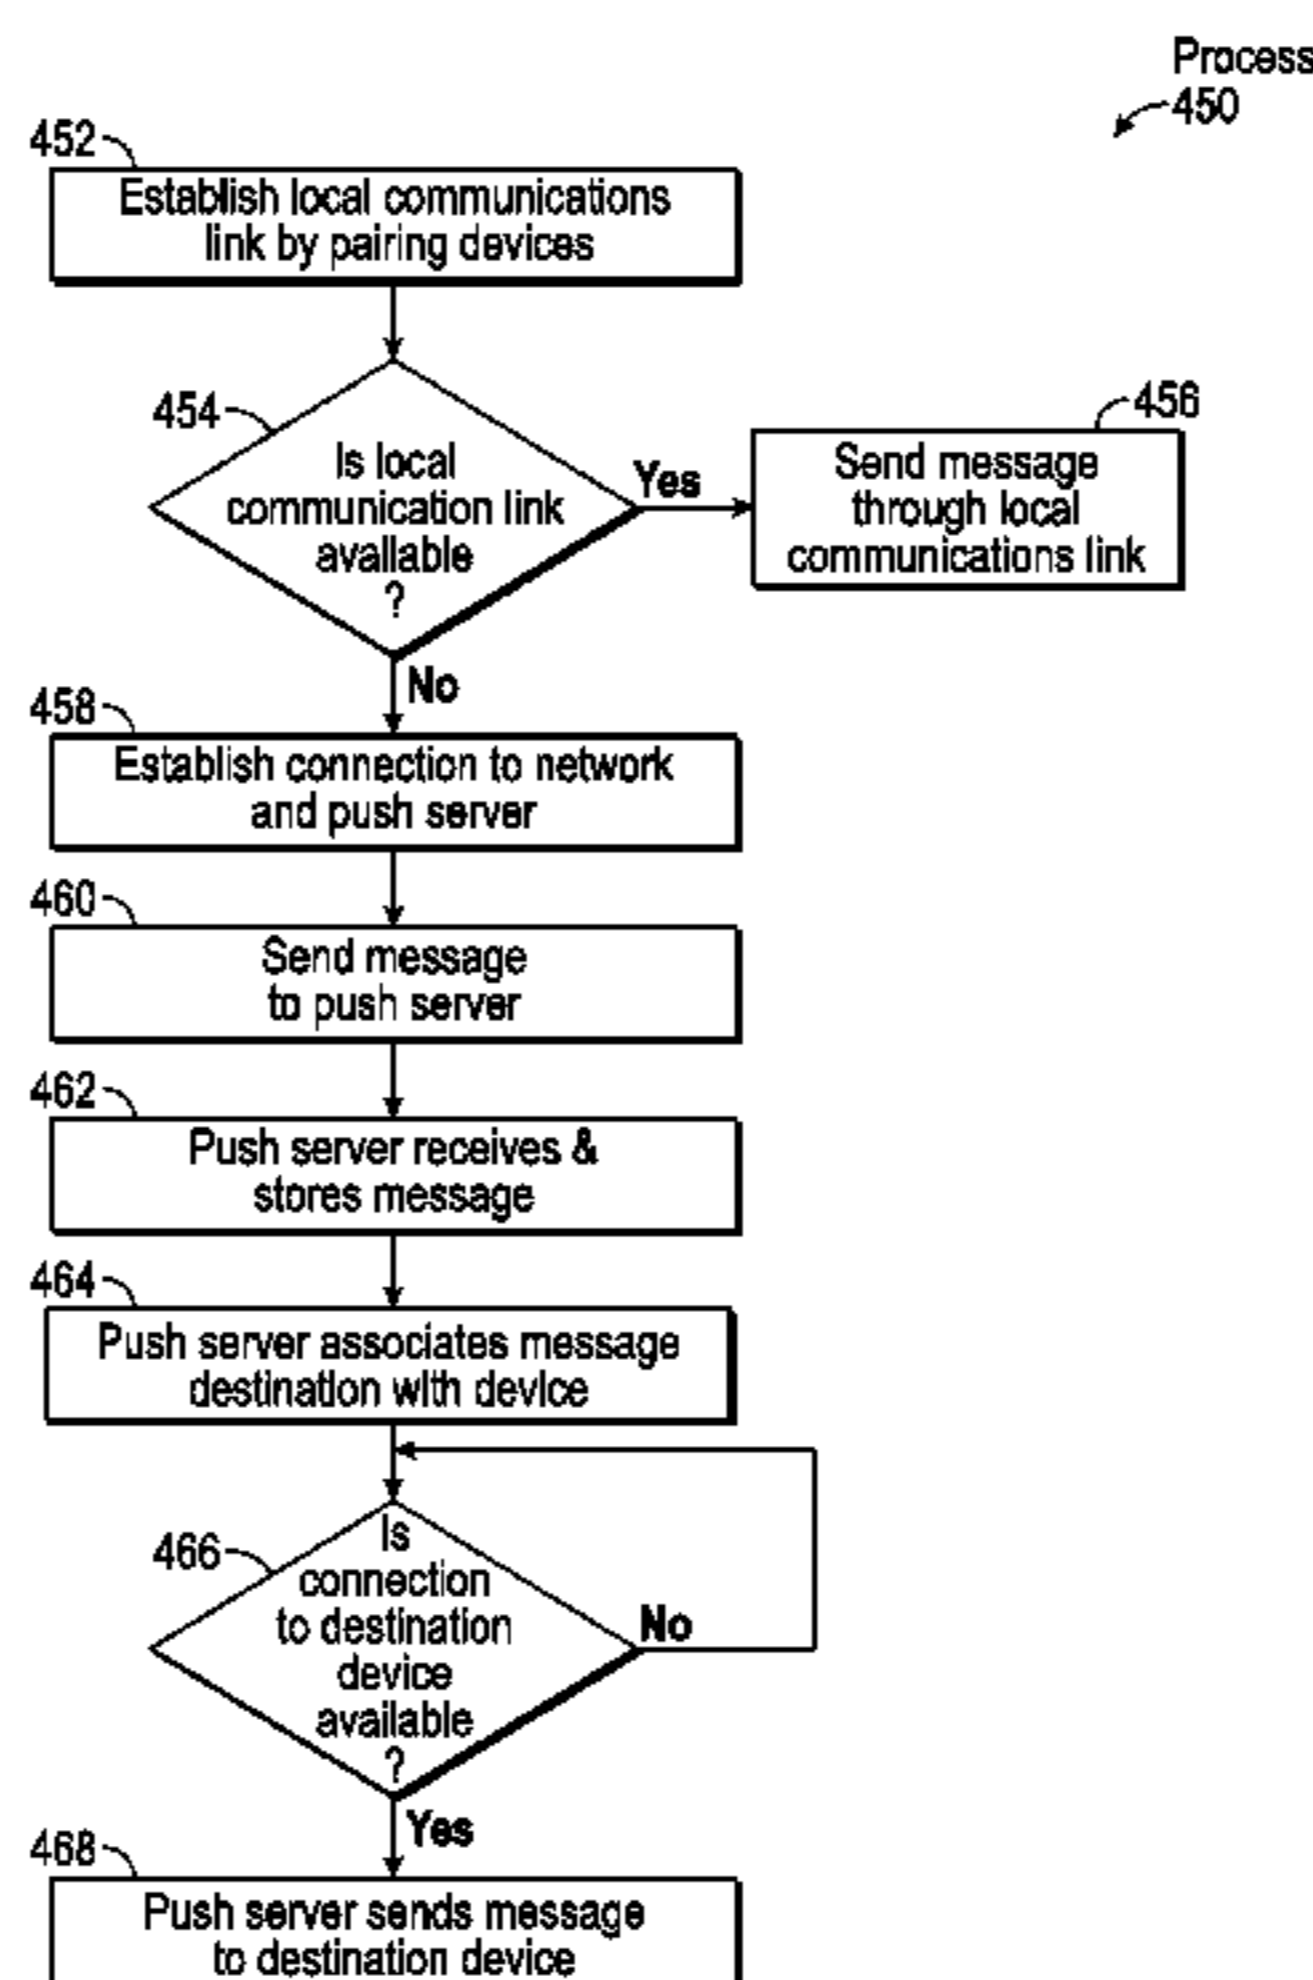 Process
450
452
Establish local communications
link by pairing devices
454
Is local
communication link
available
?
Yes
456
Send message
through local
communications link
No
458
Establish connection to network
and push server
460
Send message
to push server
462
Push server receives &
stores message
464
Push server associates message
destination with device
466
Is
connection
to destination
device
available
?
No
Yes
468
Push server sends message
to destination device